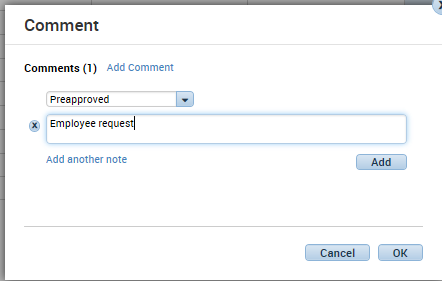 Comment
Comments (1) Add Comment
Preapproved
x
Employee request
Add another note
Add
Cancel OK